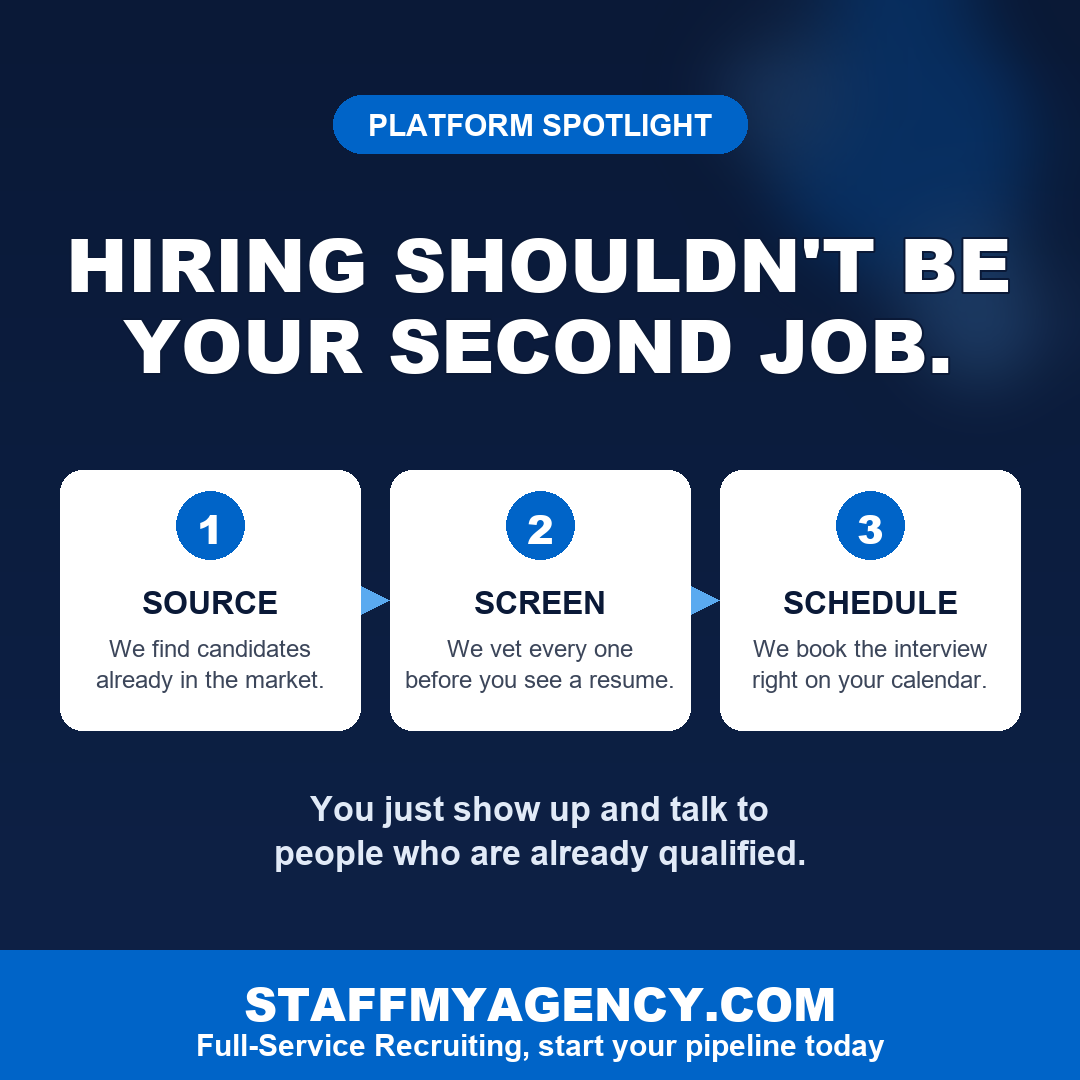 PLATFORM SPOTLIGHT
HIRING SHOULDN'T BE
YOUR SECOND JOB.
1
SOURCE
We find candidates
already in the market.
2
SCREEN
We vet every one
before you see a resume.
3
SCHEDULE
We book the interview
right on your calendar.
You just show up and talk to
people who are already qualified.
STAFFMYAGENCY.COM
Full-Service Recruiting, start your pipeline today